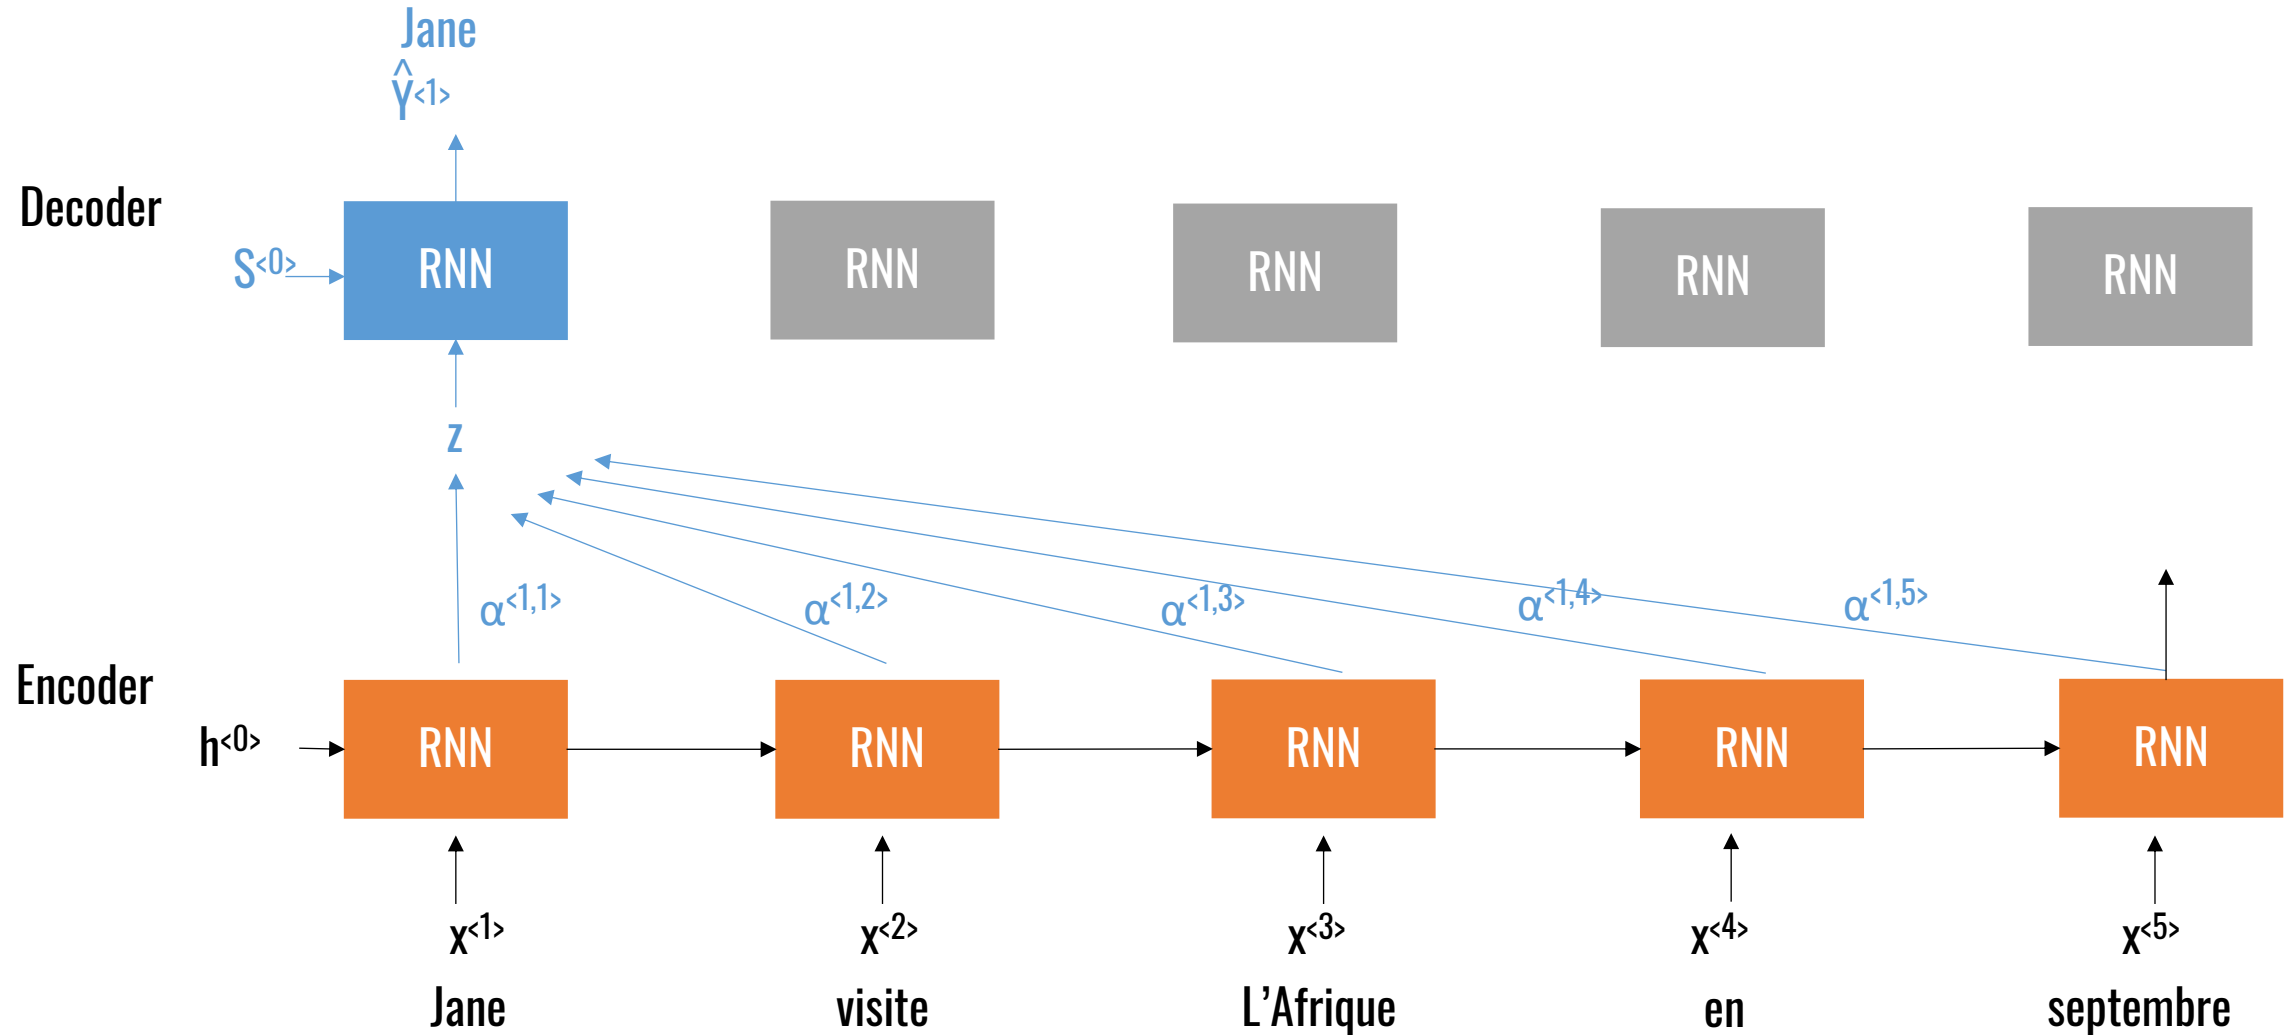 Jane
Ŷ<1>
Decoder
S<0>
RNN RNN RNN RNN RNN
z
α<1,1> α<1,2> α<1,3> α<1,4> α<1,5>
Encoder
h<0>
RNN RNN RNN RNN RNN
x<1> x<2> x<3> x<4> x<5>
Jane visite L’Afrique en septembre